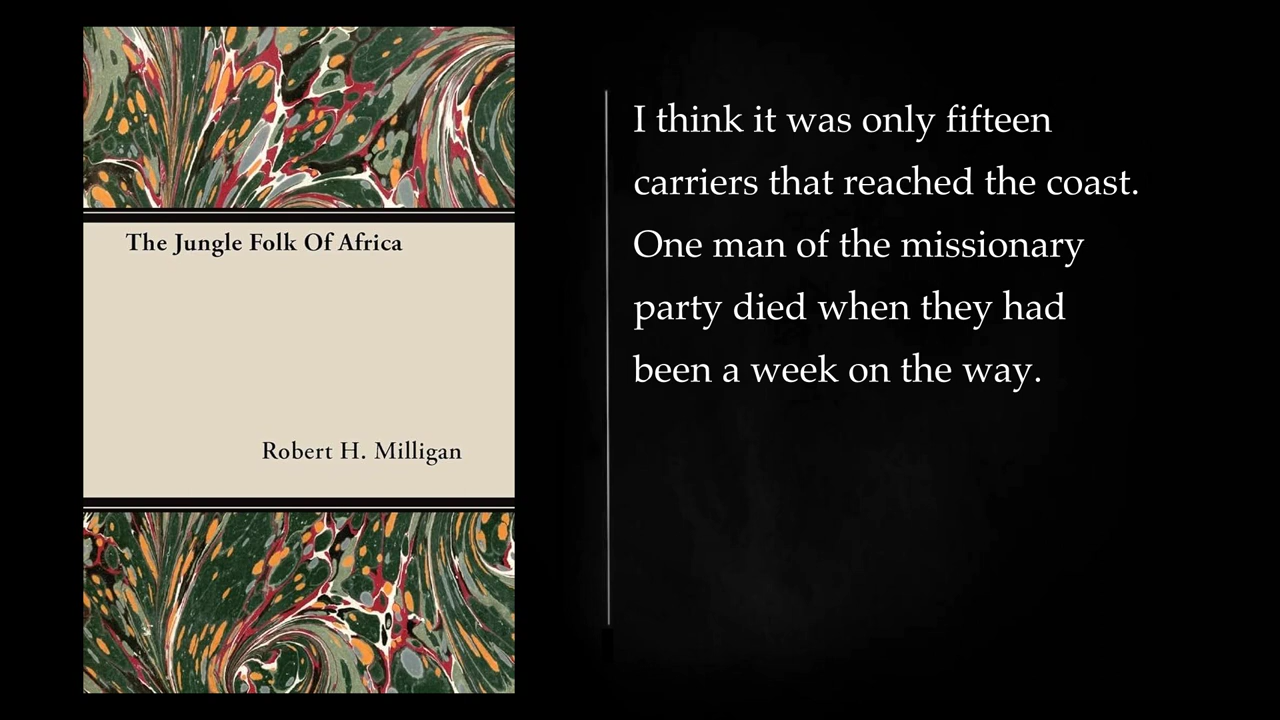 The Jungle Folk Of Africa
Robert H. Milligan
I think it was only fifteen
carriers that reached the coast.
One man of the missionary
party died when they had
been a week on the way.